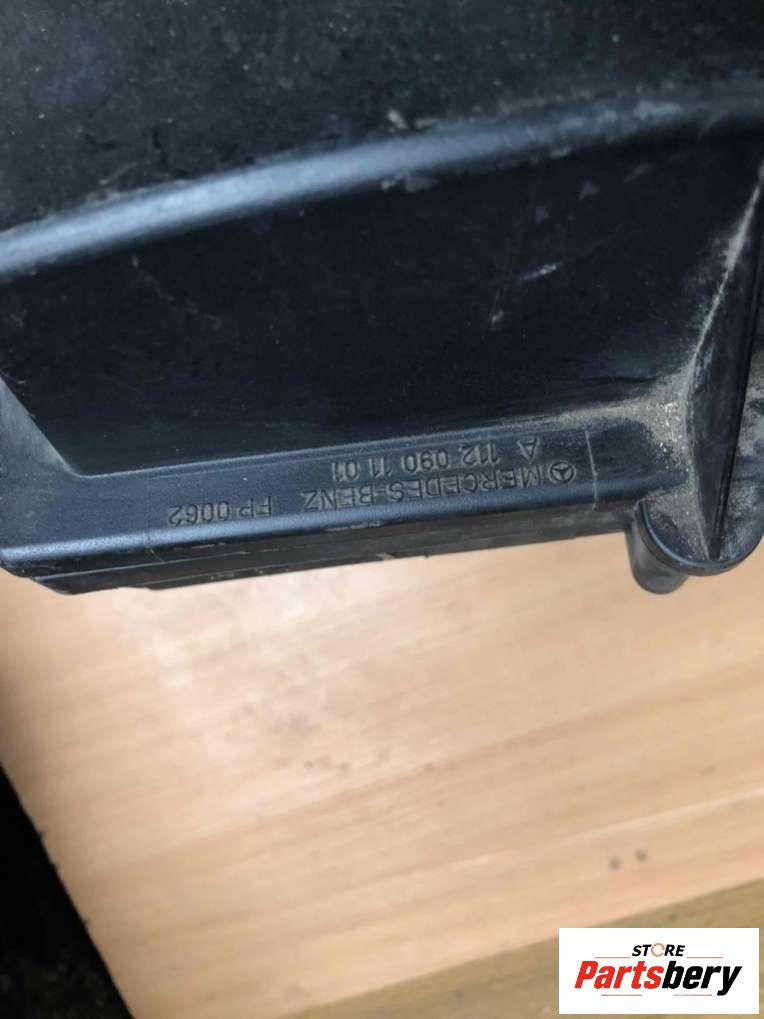 MERCEDES-BENZ FP 0062
A 112 090 11 01
STORE
Partsbery